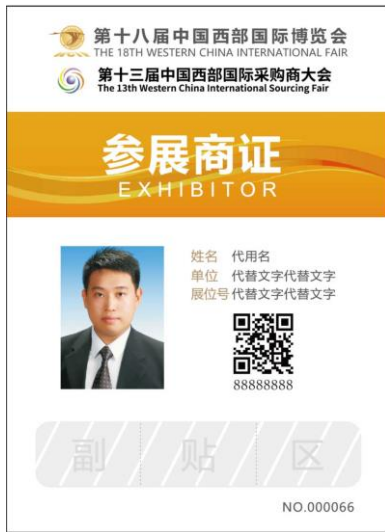 第十八届中国西部国际博览会
THE 18TH WESTERN CHINA INTERNATIONAL FAIR
第十三届中国西部国际采购商大会
The 13th Western China International Sourcing Fair
参展商证
EXHIBITOR
姓名 代用名
单位 代替文字代替文字
展位号 代替文字代替文字
88888888
副 贴 区
NO.000066